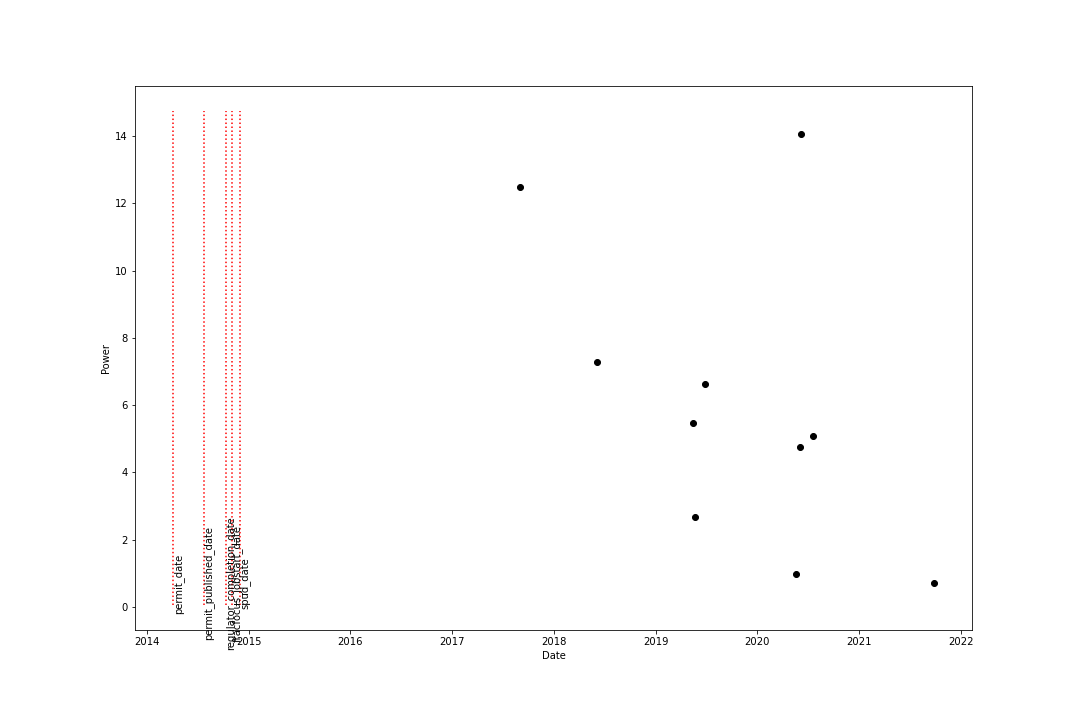 14
12
10
8
6
4
2
0
Power
permit_date
permit_published_date
regulator_completion_date
spud_date
2014
2015
2016
2017
2018
2019
2020
2021
2022
Date